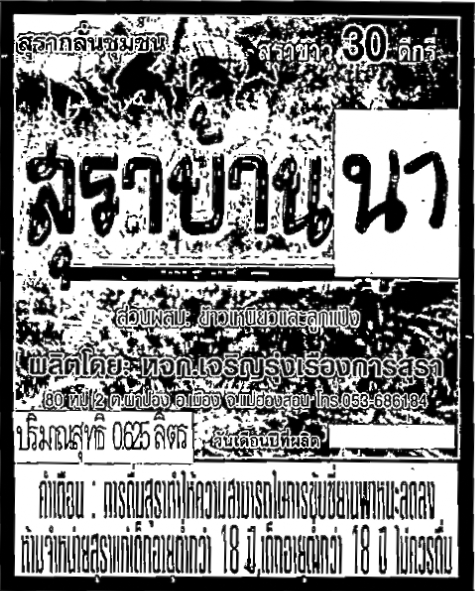 สุรากลั่นชุมชน
สุราขาว 30 ดีกรี
สุราบ้านนา
ส่วนผสม: ข้าวเหนียวและลูกแป้ง
ผลิตโดย: หจก.เจริญรุ่งเรืองการสุรา
80 หมู่ 2 ต.ผาบ่อง อ.เมือง จ.แม่ฮ่องสอน โทร.053-686184
ปริมาณสุทธิ 0.625 ลิตร
วันเดือนปีที่ผลิต
คำเตือน : การดื่มสุราทำให้ความสามารถในการขับขี่ยานพาหนะลดลง
ห้ามจำหน่ายสุราแก่เด็กอายุต่ำกว่า 18 ปี,เด็กอายุต่ำกว่า 18 ปี ไม่ควรดื่ม